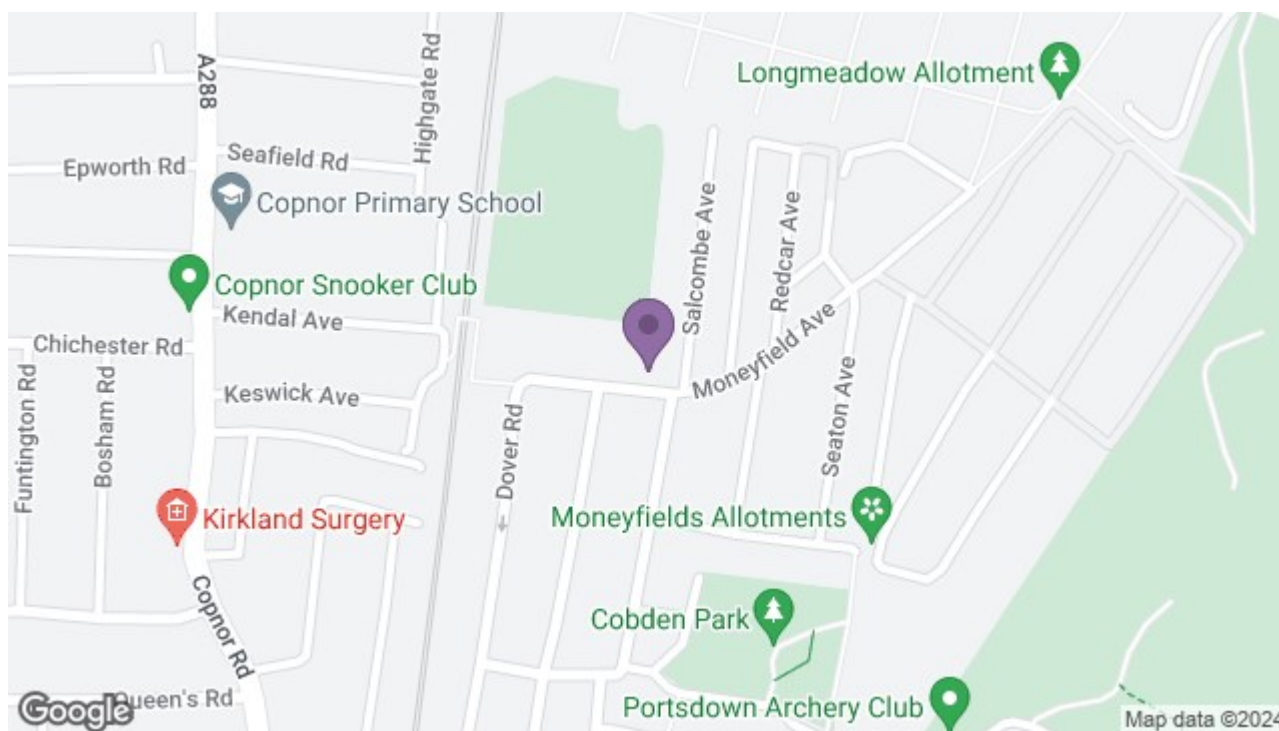 A288
Highgate Rd
Longmeadow Allotment
Epworth Rd
Seafield Rd
Copnor Primary School
Salcombe Ave
Redcar Ave
Copnor Snooker Club
Kendal Ave
Chichester Rd
Moneyfield Ave
Keswick Ave
Funtington Rd
Bosham Rd
Dover Rd
Seaton Ave
Kirkland Surgery
Moneyfields Allotments
Copnor Rd
Cobden Park
Queen's Rd
Portsdown Archery Club
Google
Map data ©2024